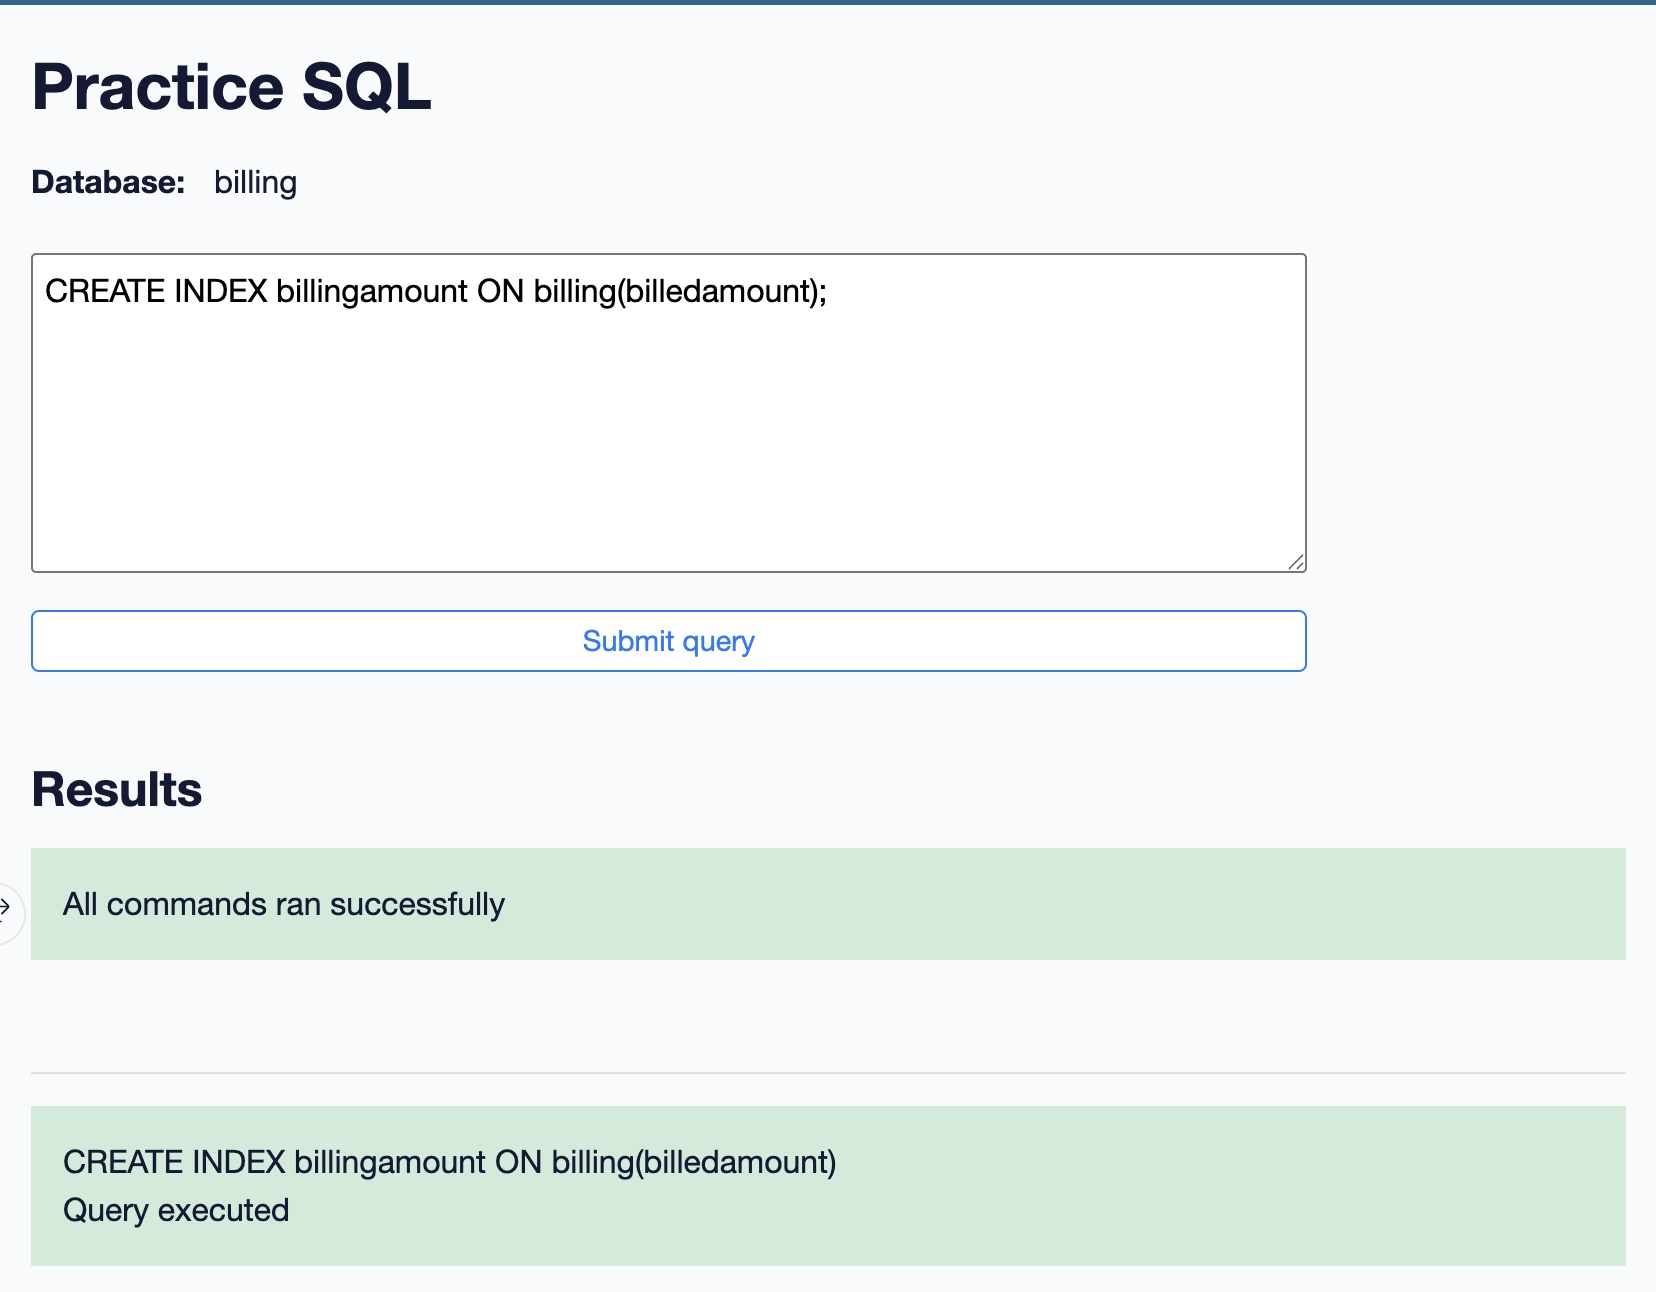 Practice SQL
Database: billing
CREATE INDEX billingamount ON billing(billedamount);
Submit query
Results
All commands ran successfully
CREATE INDEX billingamount ON billing(billedamount)
Query executed